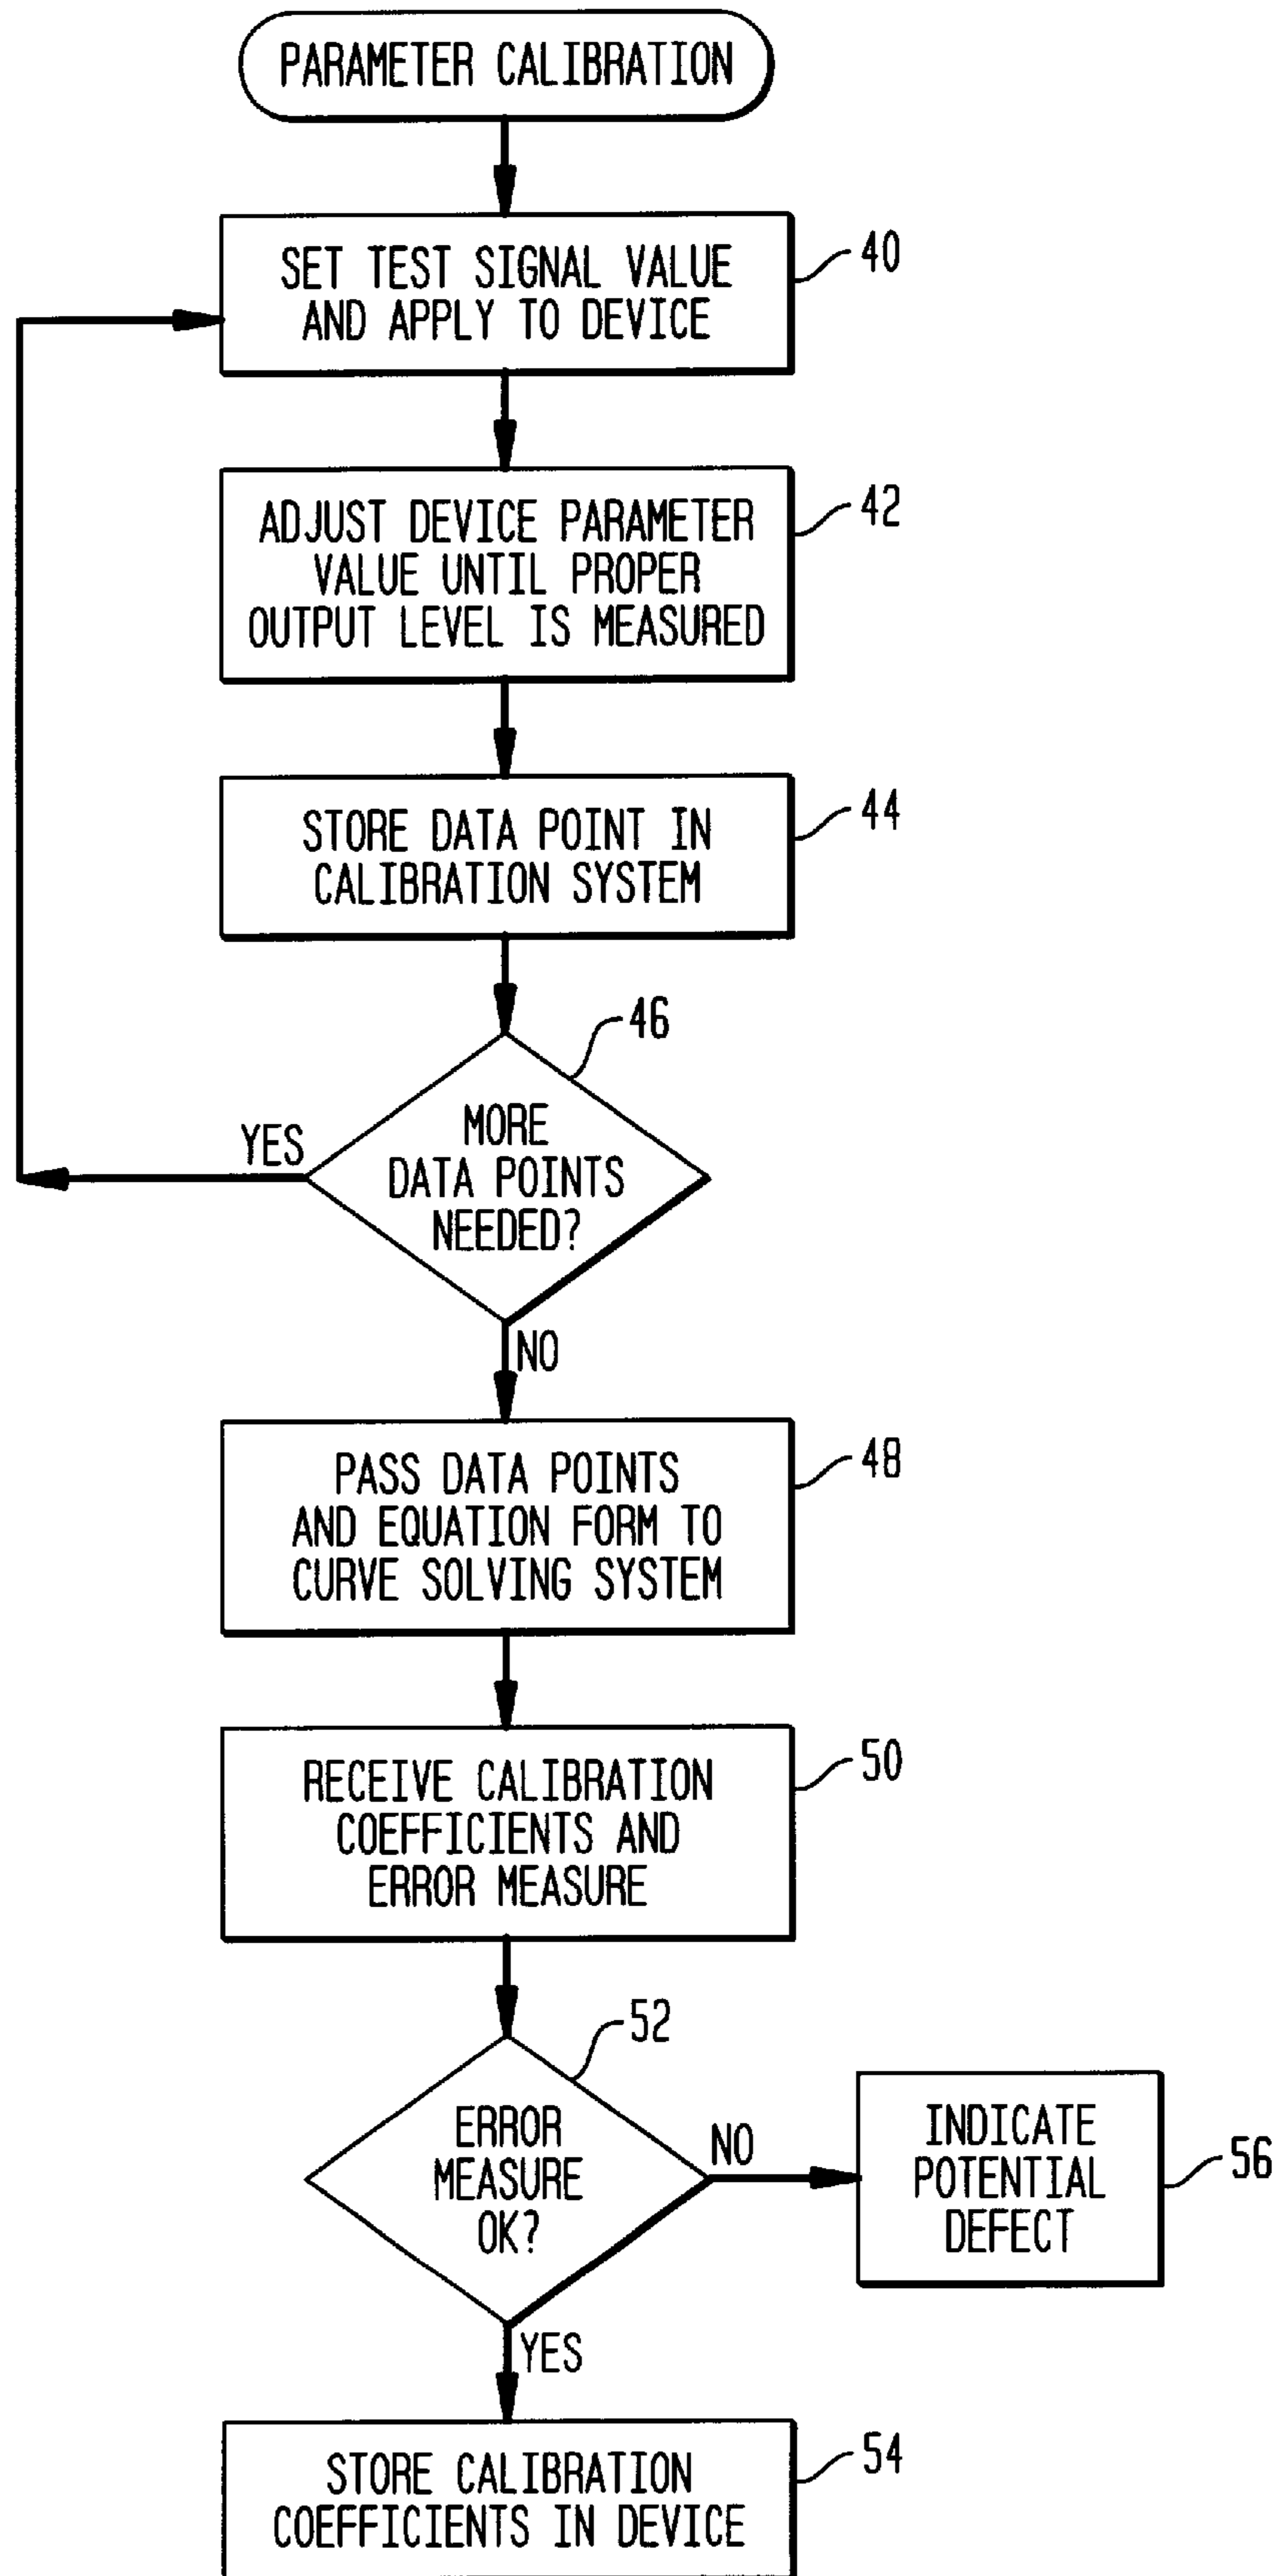 PARAMETER CALIBRATION
SET TEST SIGNAL VALUE
AND APPLY TO DEVICE
40
ADJUST DEVICE PARAMETER
VALUE UNTIL PROPER
OUTPUT LEVEL IS MEASURED
42
STORE DATA POINT IN
CALIBRATION SYSTEM
44
46
MORE
DATA POINTS
NEEDED?
YES
NO
PASS DATA POINTS
AND EQUATION FORM TO
CURVE SOLVING SYSTEM
48
RECEIVE CALIBRATION
COEFFICIENTS AND
ERROR MEASURE
50
52
ERROR
MEASURE
OK?
NO
INDICATE
POTENTIAL
DEFECT
56
YES
STORE CALIBRATION
COEFFICIENTS IN DEVICE
54